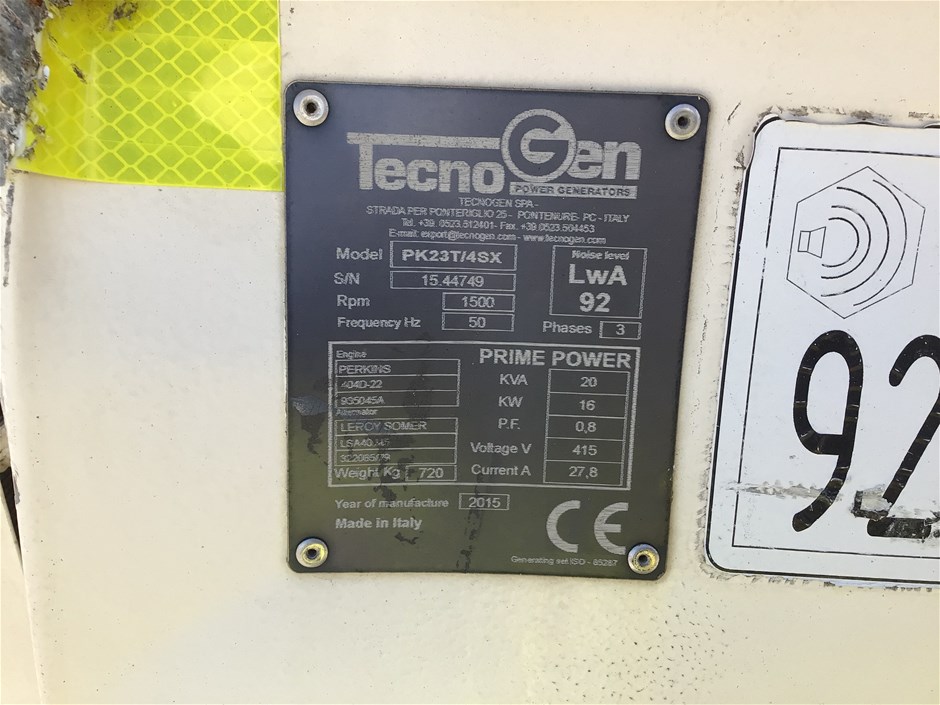 TecnoGen
POWER GENERATORS
TECNOGEN SPA -
STRADA PER PONTERIGLIO 25 - PONTENURE - PC - ITALY
Tel. +39. 0523.512401- Fax. +39.0523.504453
E-mail: export@tecnogen.com - www.tecnogen.com
Model PK23T/4SX
S/N 15.44749
Rpm 1500
Frequency Hz 50
Noise level
LwA
92
Phases 3
Engine
PERKINS
404D-22
935045A
Alternator
LEROY SOMER
Weight Kg 720
PRIME POWER
KVA 20
KW 16
P.F. 0,8
Voltage V 415
Current A 27,8
Year of manufacture 2015
Made in Italy
CE
Generating set ISO - 85287
92